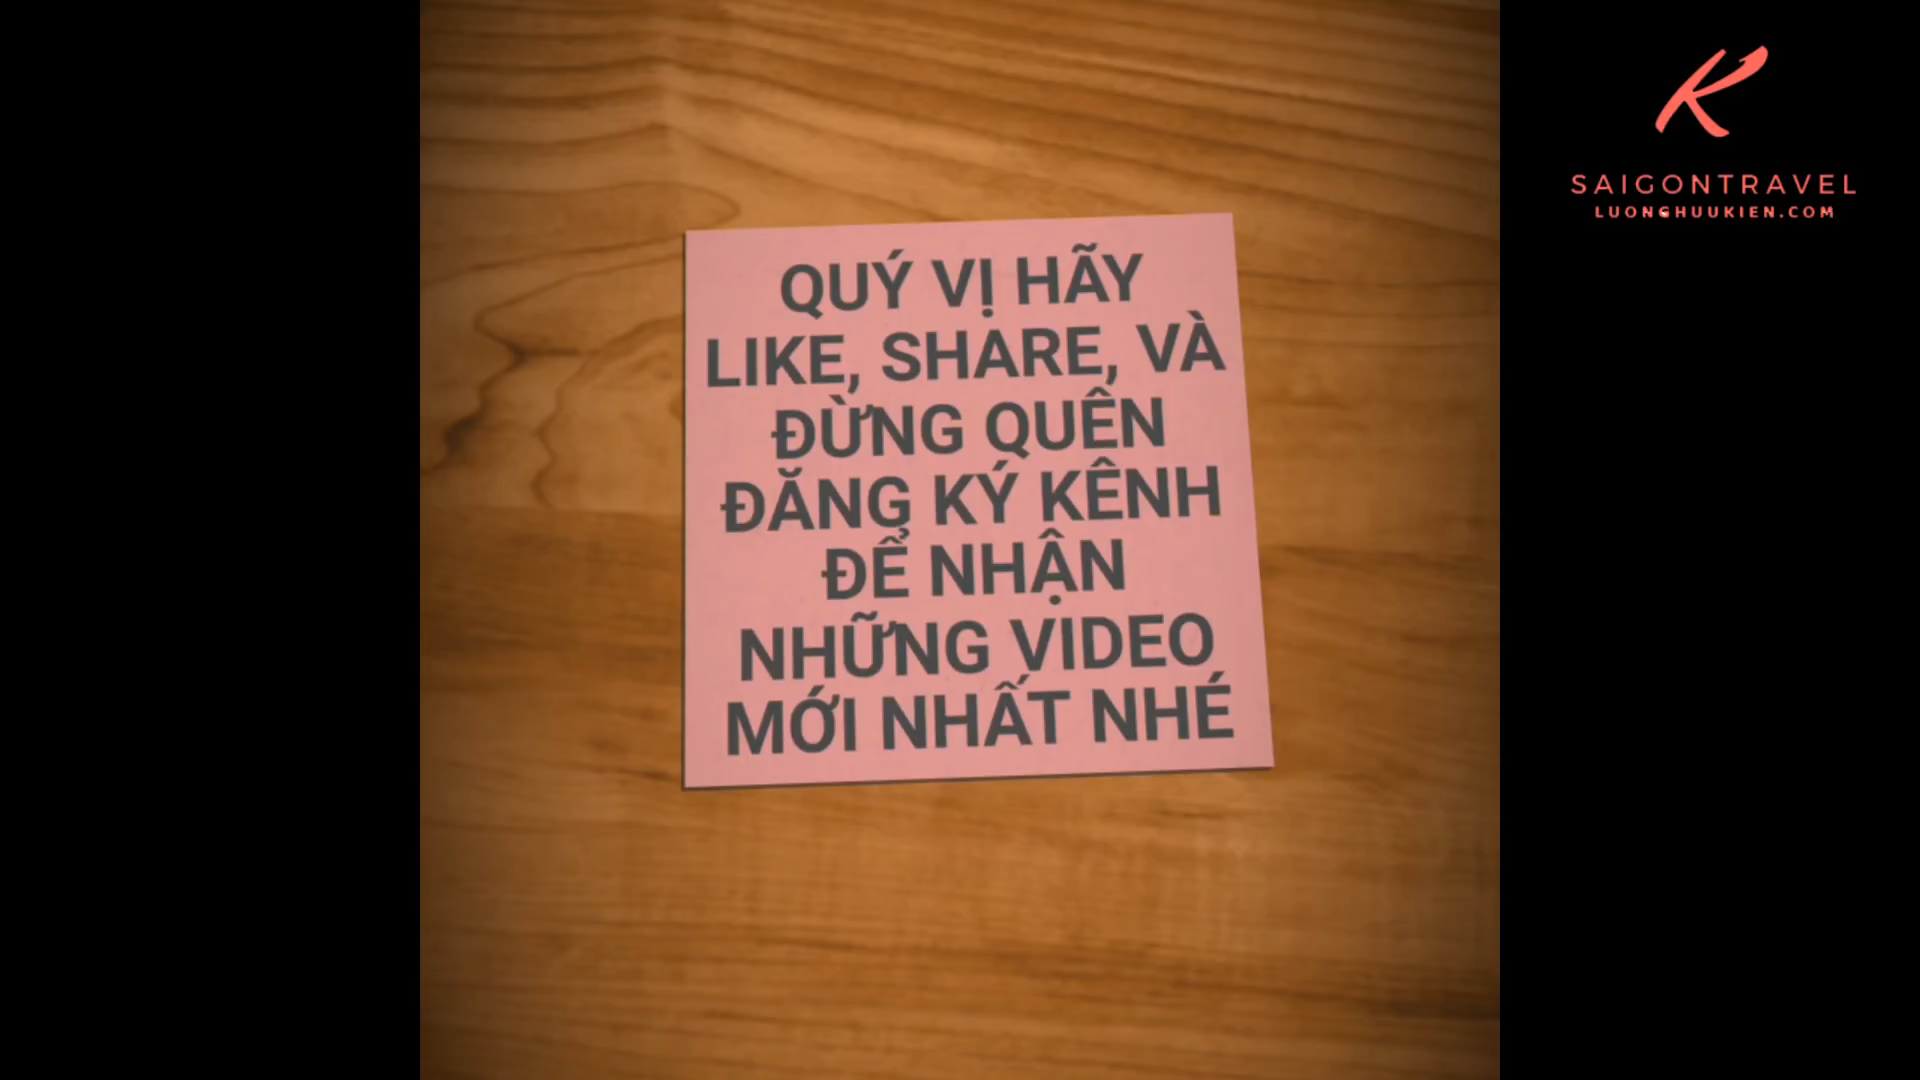 QUÝ VỊ HÃY
LIKE, SHARE, VÀ
ĐỪNG QUÊN
ĐĂNG KÝ KÊNH
ĐỂ NHẬN
NHỮNG VIDEO
MỚI NHẤT NHÉ
K
SAIGONTRAVEL
LUONGHUUKIEN.COM